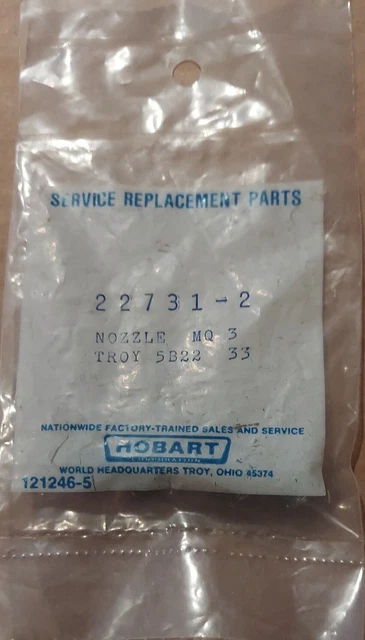 SERVICE REPLACEMENT PARTS
22731-2
NOZZLE MQ 3
TROY 5B22 33
NATIONWIDE FACTORY-TRAINED SALES AND SERVICE
HOBART
CORPORATION
WORLD HEADQUARTERS TROY, OHIO 45374
121246-5